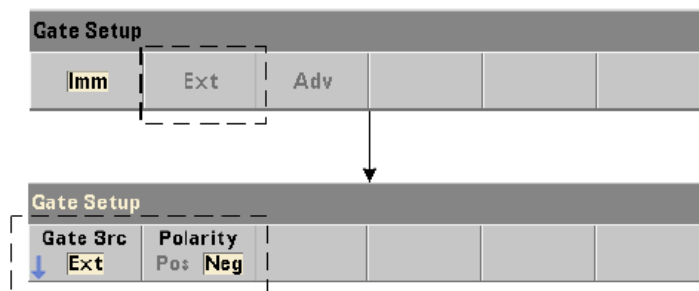 Gate Setup
Imm Ext Adv
Gate Setup
Gate Src Polarity
Ext Pos Neg